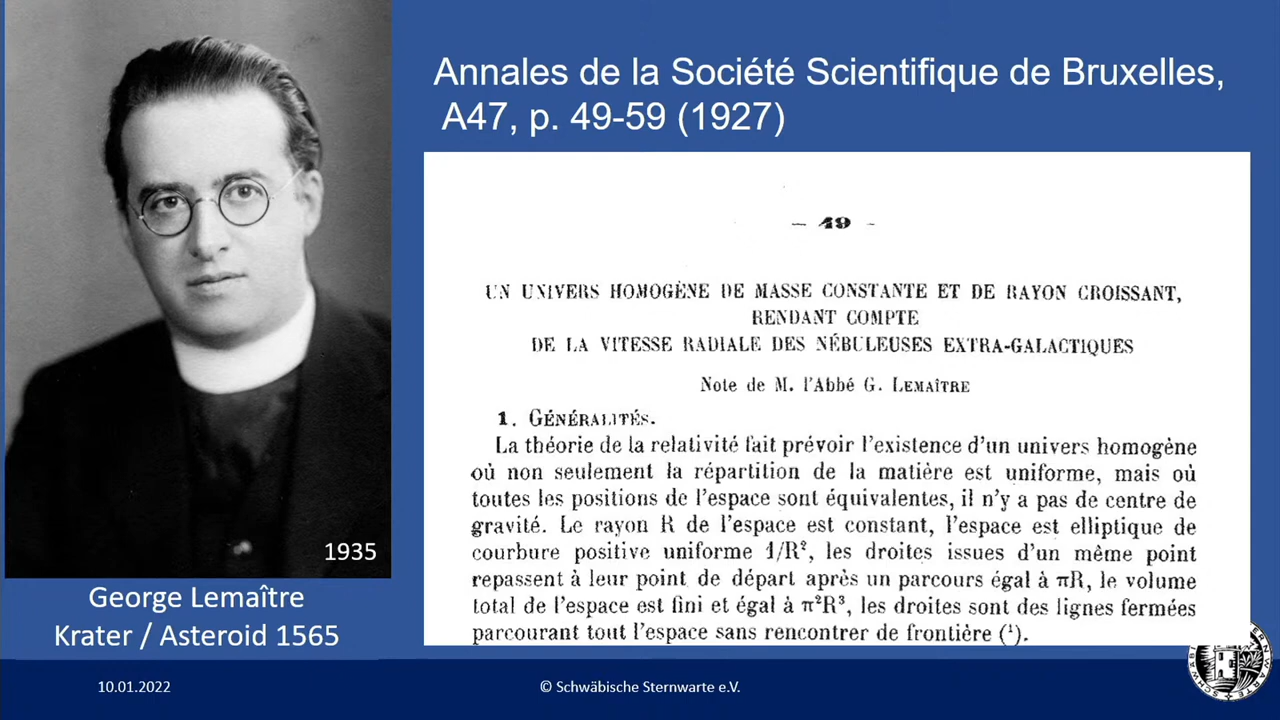 Annales de la Société Scientifique de Bruxelles,
A47, p. 49-59 (1927)
— 49 -
UN UNIVERS HOMOGÈNE DE MASSE CONSTANTE ET DE RAYON CROISSANT,
RENDANT COMPTE
DE LA VITESSE RADIALE DES NÉBULEUSES EXTRA-GALACTIQUES
Note de M. l'Abbé G. LEMAÎTRE
1. GÉNÉRALITÉS.
La théorie de la relativité fait prévoir l'existence d'un univers homogène
où non seulement la répartition de la matière est uniforme, mais où
toutes les positions de l'espace sont équivalentes, il n'y a pas de centre de
gravité. Le rayon R de l'espace est constant, l'espace est elliptique de
courbure positive uniforme 1/R², les droites issues d'un même point
repassent à leur point de départ après un parcours égal à πR, le volume
total de l'espace est fini et égal à π²R³, les droites sont des lignes fermées
parcourant tout l'espace sans rencontrer de frontière (¹).
1935
George Lemaître
Krater / Asteroid 1565
10.01.2022
© Schwäbische Sternwarte e.V.